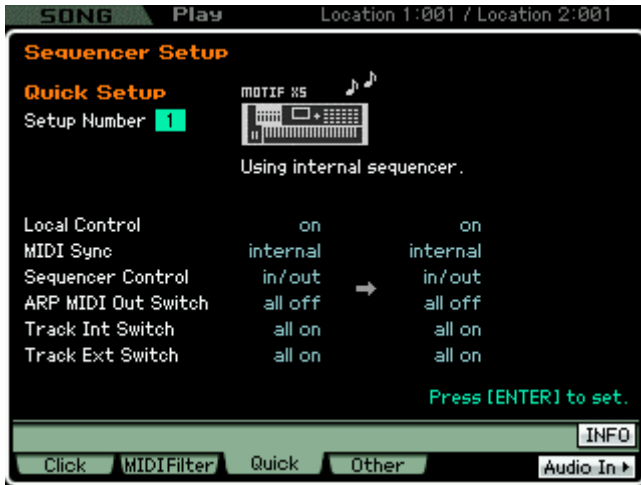 SONG Play Location 1:001 / Location 2:001
Sequencer Setup
Quick Setup
MOTIF XS
Setup Number 1
Using internal sequencer.
Local Control on on
MIDI Sync internal internal
Sequencer Control in/out in/out
ARP MIDI Out Switch all off all off
Track Int Switch all on all on
Track Ext Switch all on all on
Press [ENTER] to set.
INFO
Click MIDIFilter Quick Other Audio In